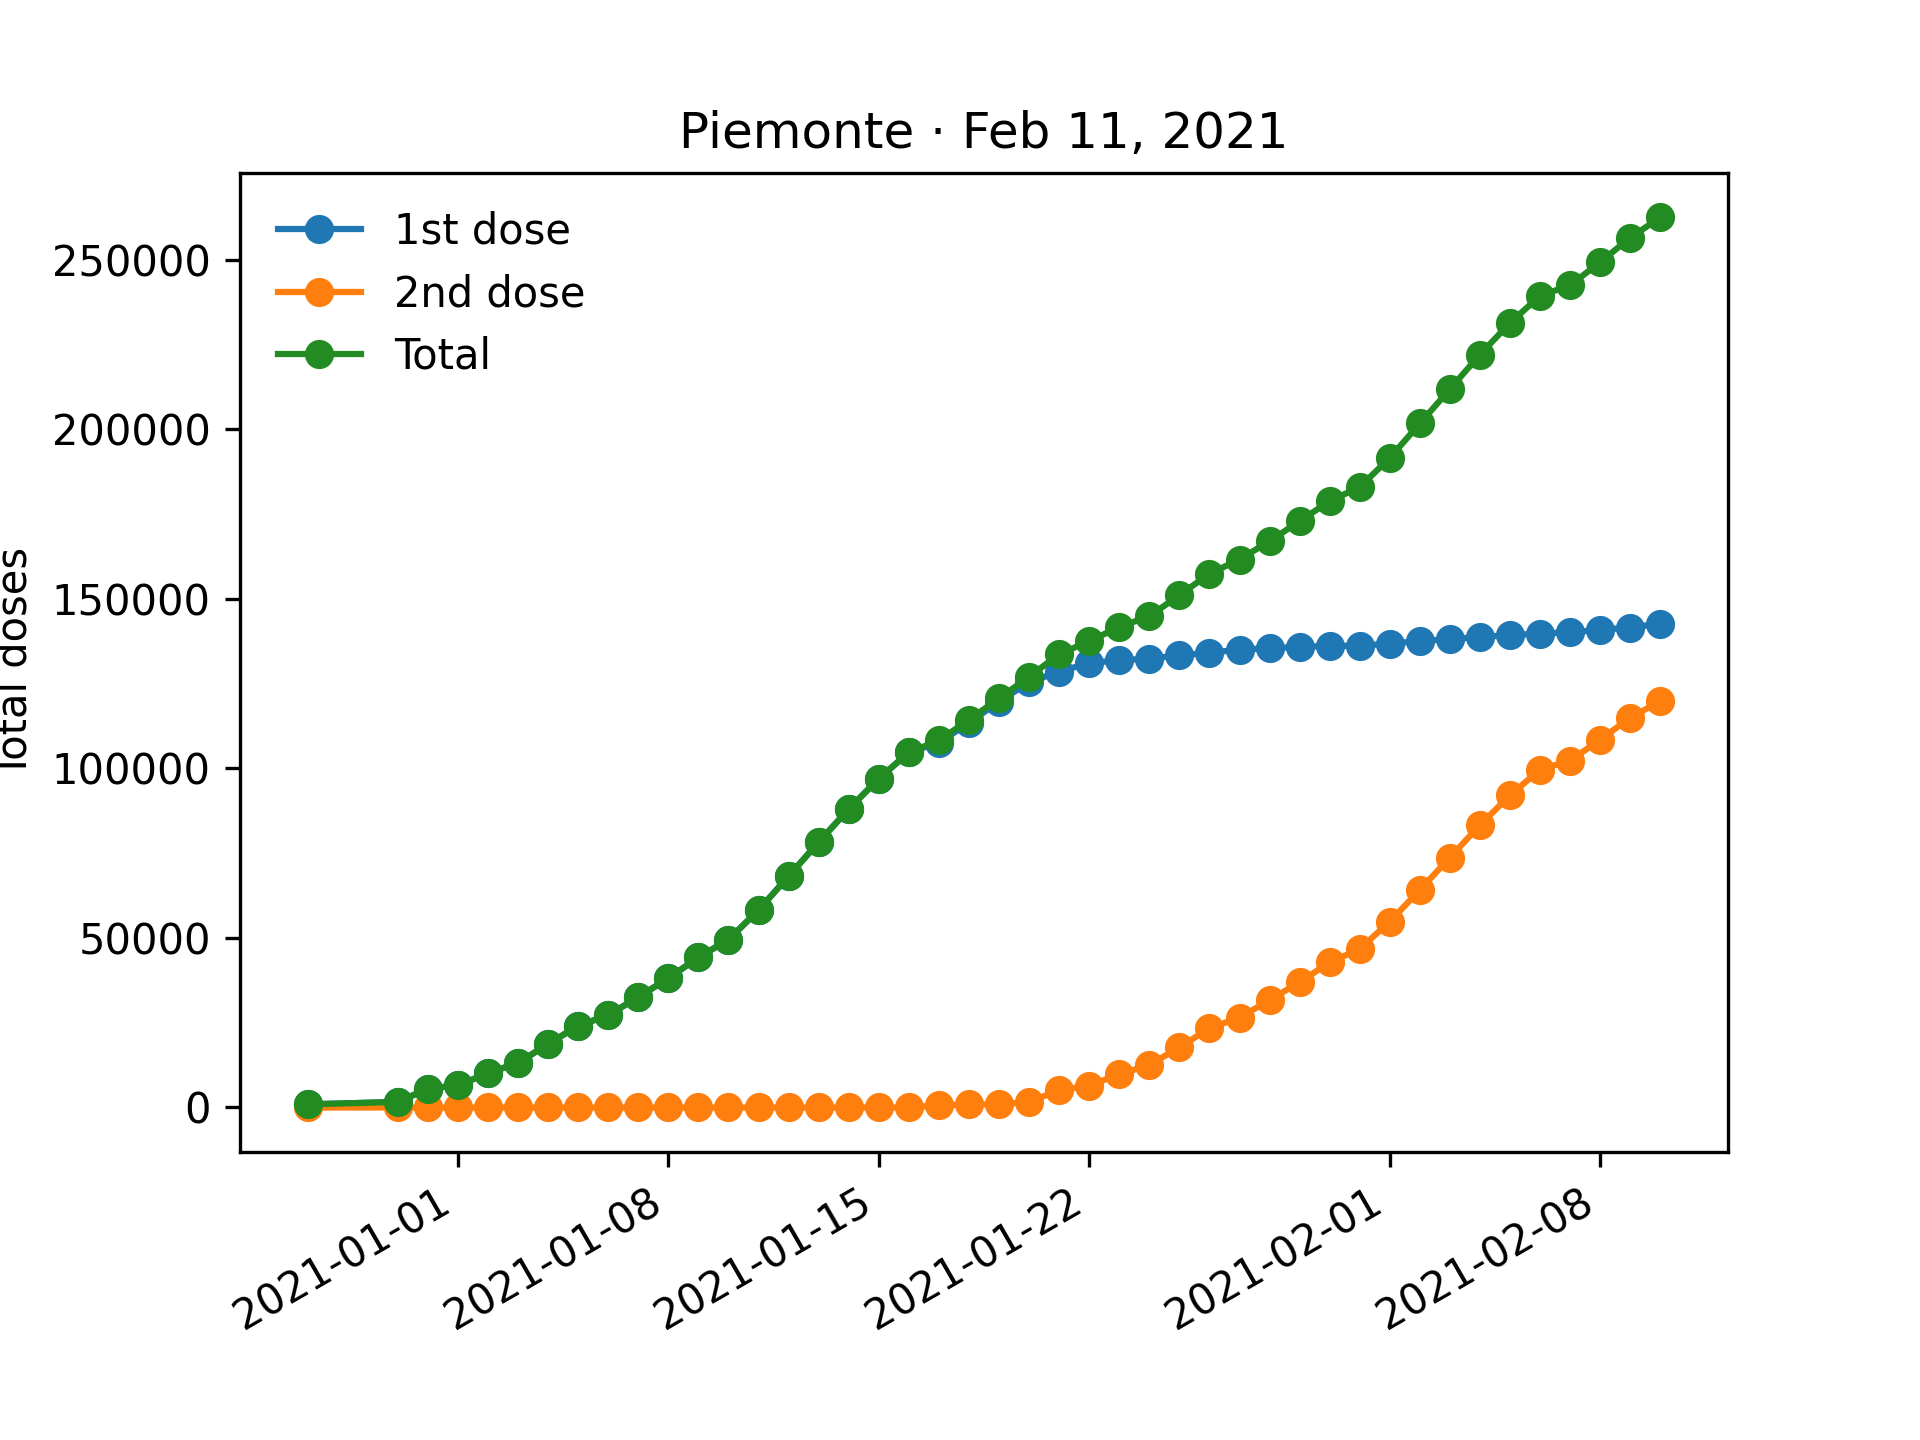 Piemonte · Feb 11, 2021
1st dose
2nd dose
Total
250000
200000
150000
100000
50000
0
Total doses
2021-01-01
2021-01-08
2021-01-15
2021-01-22
2021-02-01
2021-02-08